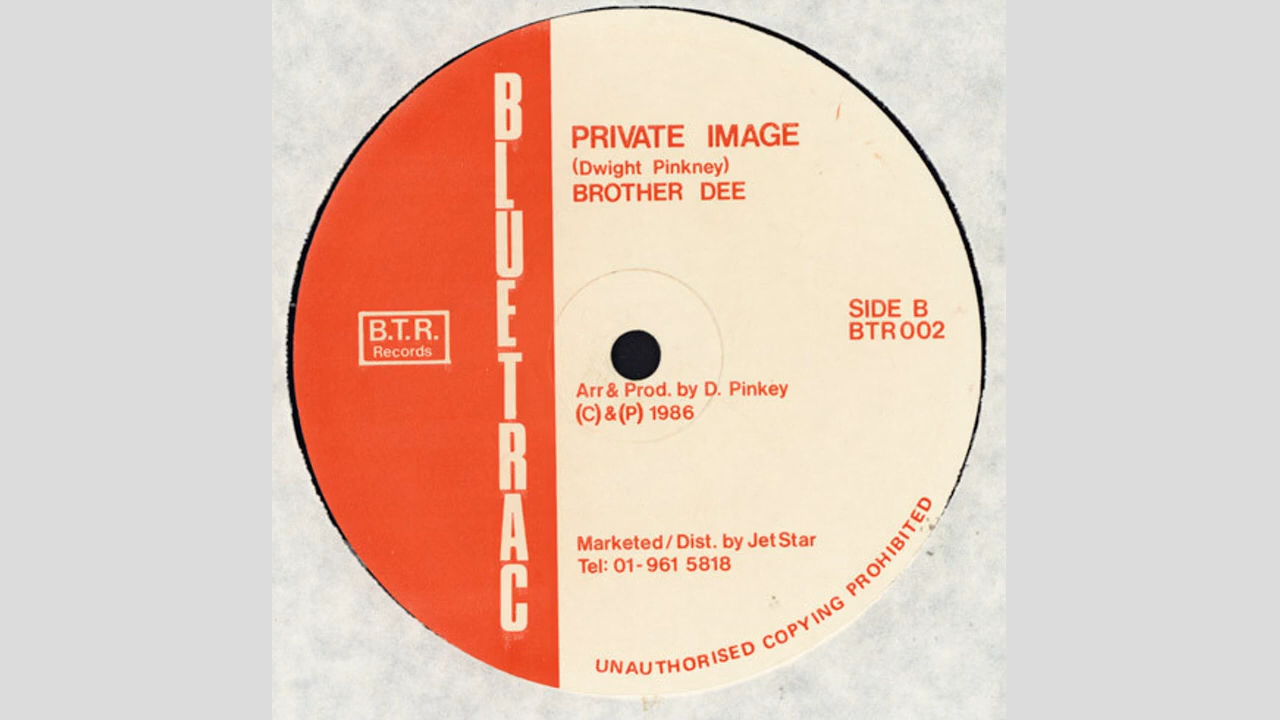 BLUETRAC
B.T.R.
Records
PRIVATE IMAGE
(Dwight Pinkney)
BROTHER DEE
SIDE B
BTR 002
Arr & Prod. by D. Pinkey
(C) & (P) 1986
Marketed / Dist. by Jet Star
Tel: 01-961 5818
UNAUTHORISED COPYING PROHIBITED